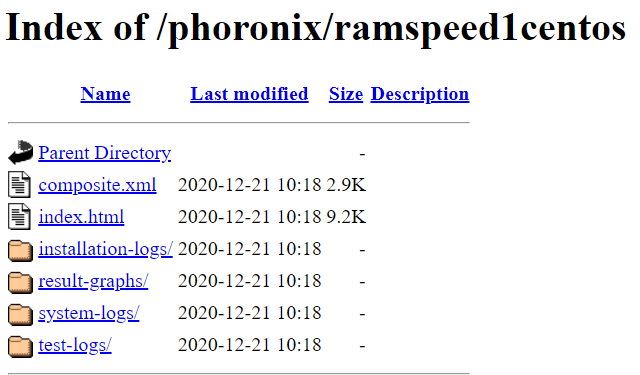 Index of /phoronix/ramspeed1centos
Name Last modified Size Description
Parent Directory -
composite.xml 2020-12-21 10:18 2.9K
index.html 2020-12-21 10:18 9.2K
installation-logs/ 2020-12-21 10:18 -
result-graphs/ 2020-12-21 10:18 -
system-logs/ 2020-12-21 10:18 -
test-logs/ 2020-12-21 10:18 -